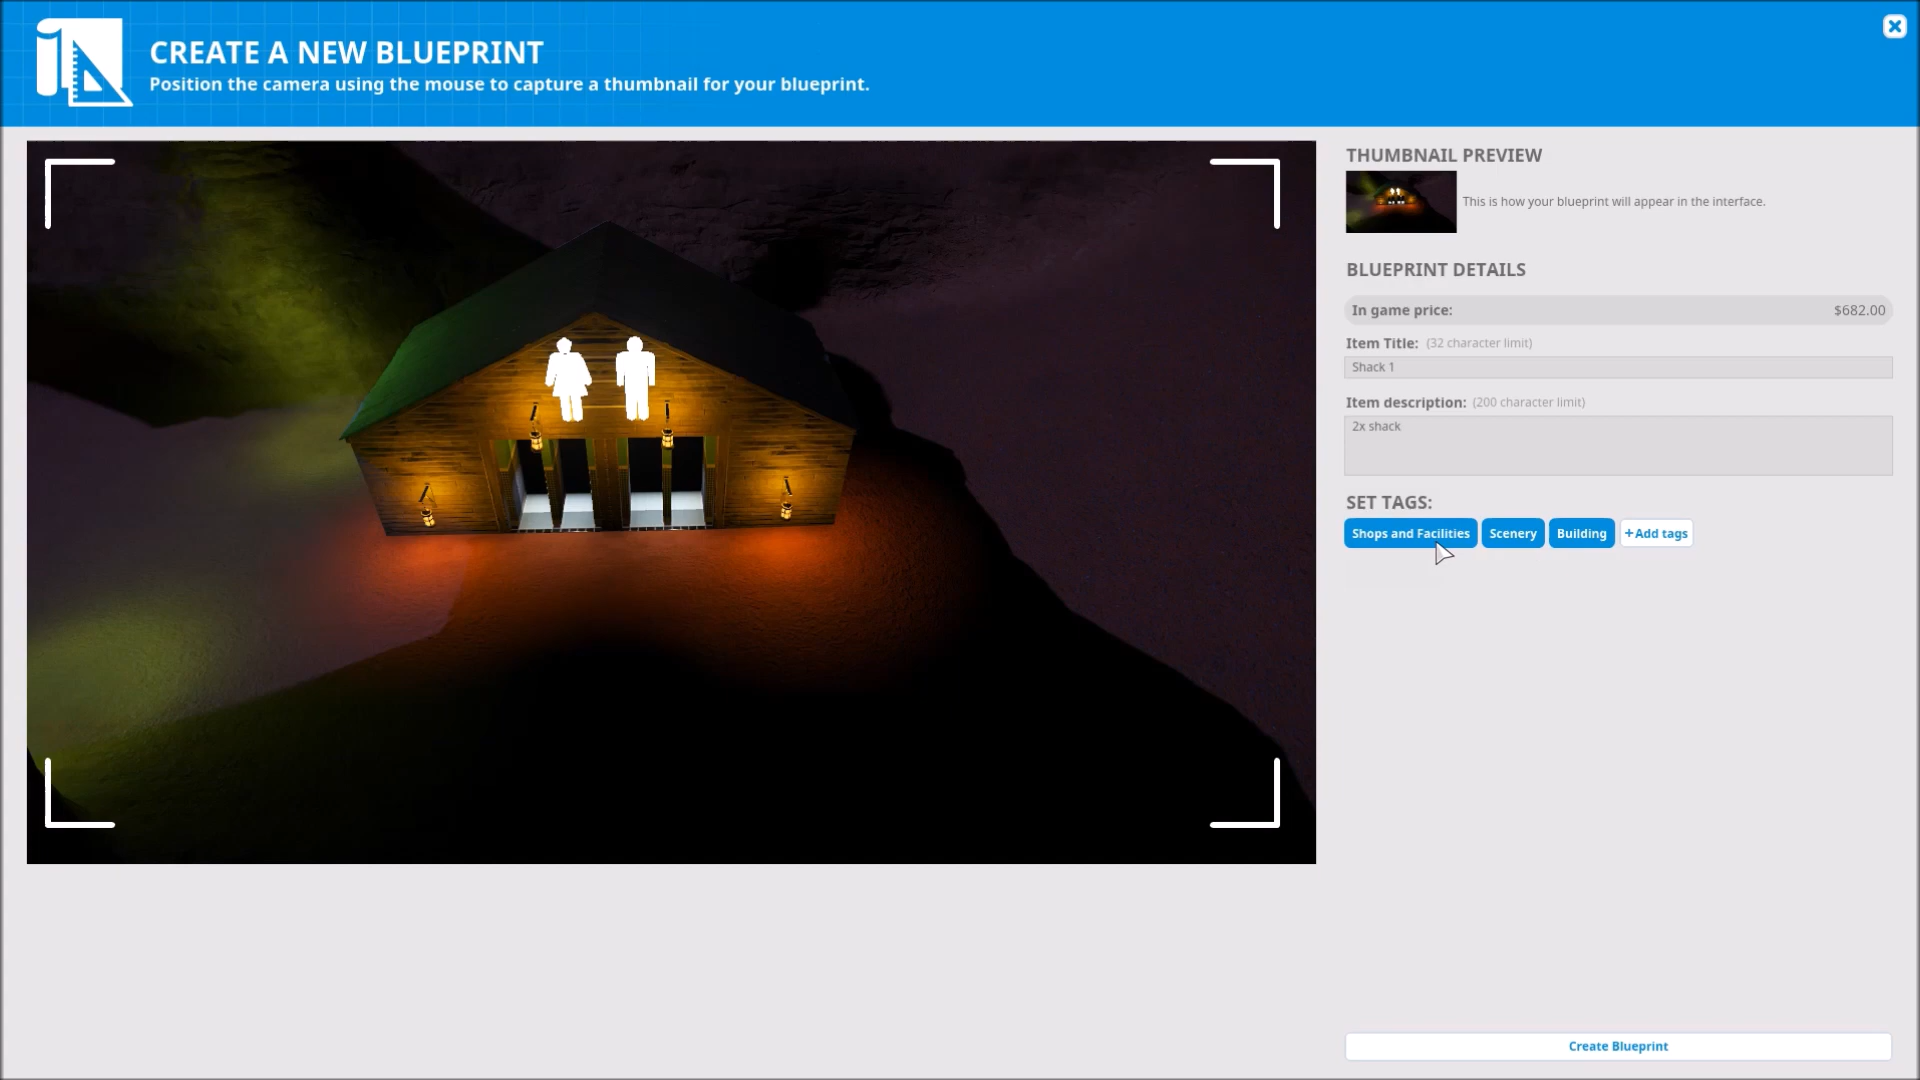 CREATE A NEW BLUEPRINT
Position the camera using the mouse to capture a thumbnail for your blueprint.
THUMBNAIL PREVIEW
This is how your blueprint will appear in the interface.
BLUEPRINT DETAILS
In game price: $682.00
Item Title: (32 character limit)
Shack 1
Item description: (200 character limit)
2x shack
SET TAGS:
Shops and Facilities Scenery Building +Add tags
Create Blueprint